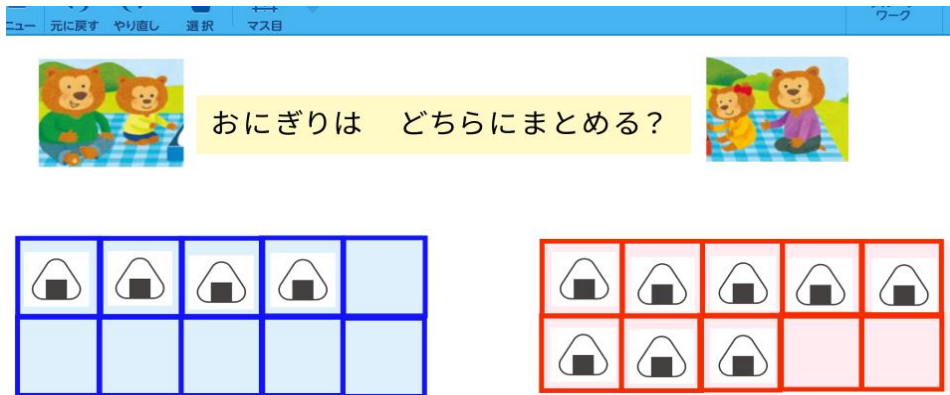 ュー 元に戻す やり直し 選択 マス目
ワーク
おにぎりは どちらにまとめる？